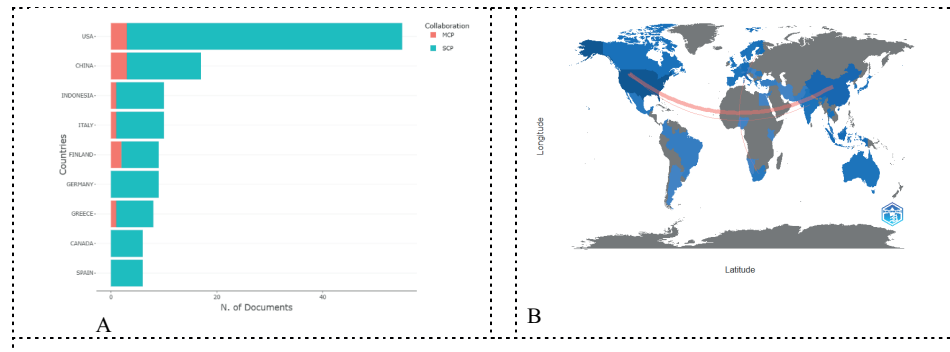 Collaboration
MCP
SCP
USA
CHINA
INDONESIA
ITALY
FINLAND
GERMANY
GREECE
CANADA
SPAIN
Countries
0
20
40
N. of Documents
A
Longitude
Latitude
B